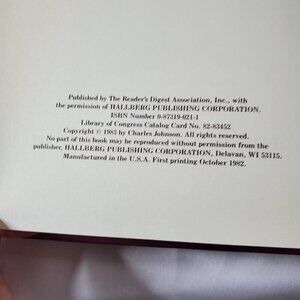 Published by The Reader's Digest Association, Inc., with
the permission of HALLBERG PUBLISHING CORPORATION.
ISBN Number 0-87319-021-1
Library of Congress Catalog Card No. 82-83452
Copyright © 1983 by Charles Johnson. All rights reserved.
No part of this book may be reproduced without permission from the
publisher, HALLBERG PUBLISHING CORPORATION, Delavan, WI 53115.
Manufactured in the U.S.A. First printing October 1982.